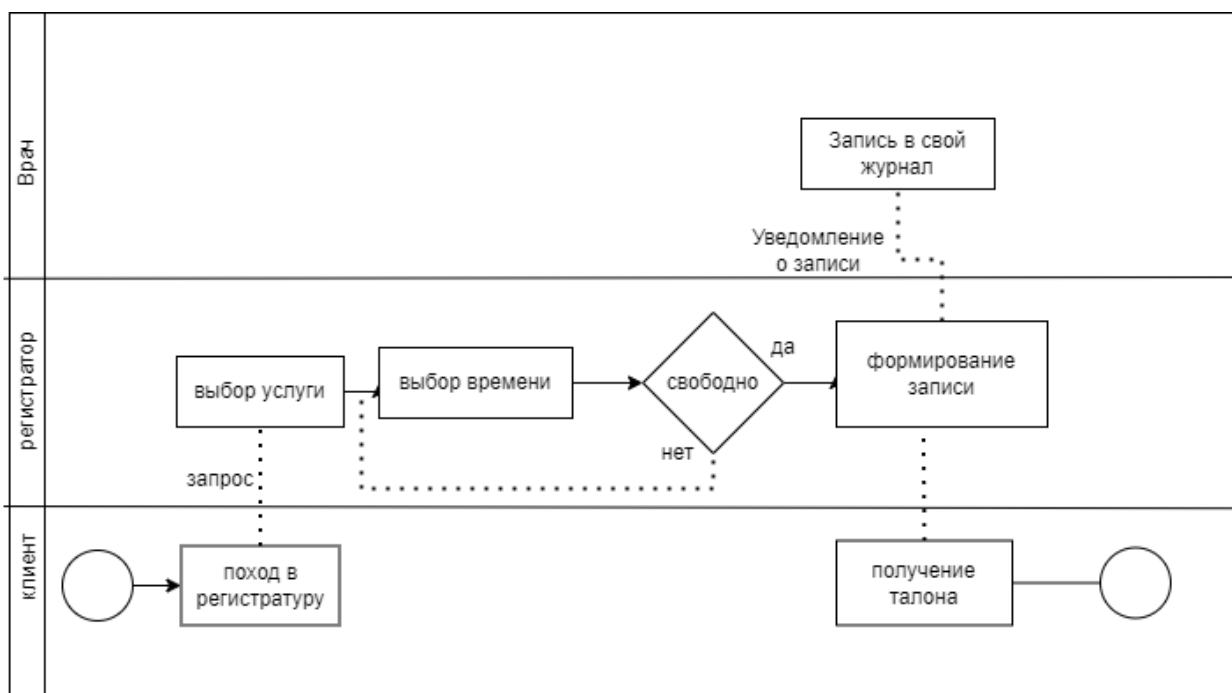 Врач
Запись в свой
журнал
Уведомление
о записи
регистратор
выбор услуги
выбор времени
свободно
да
нет
формирование
записи
запрос
клиент
поход в
регистратуру
получение
талона